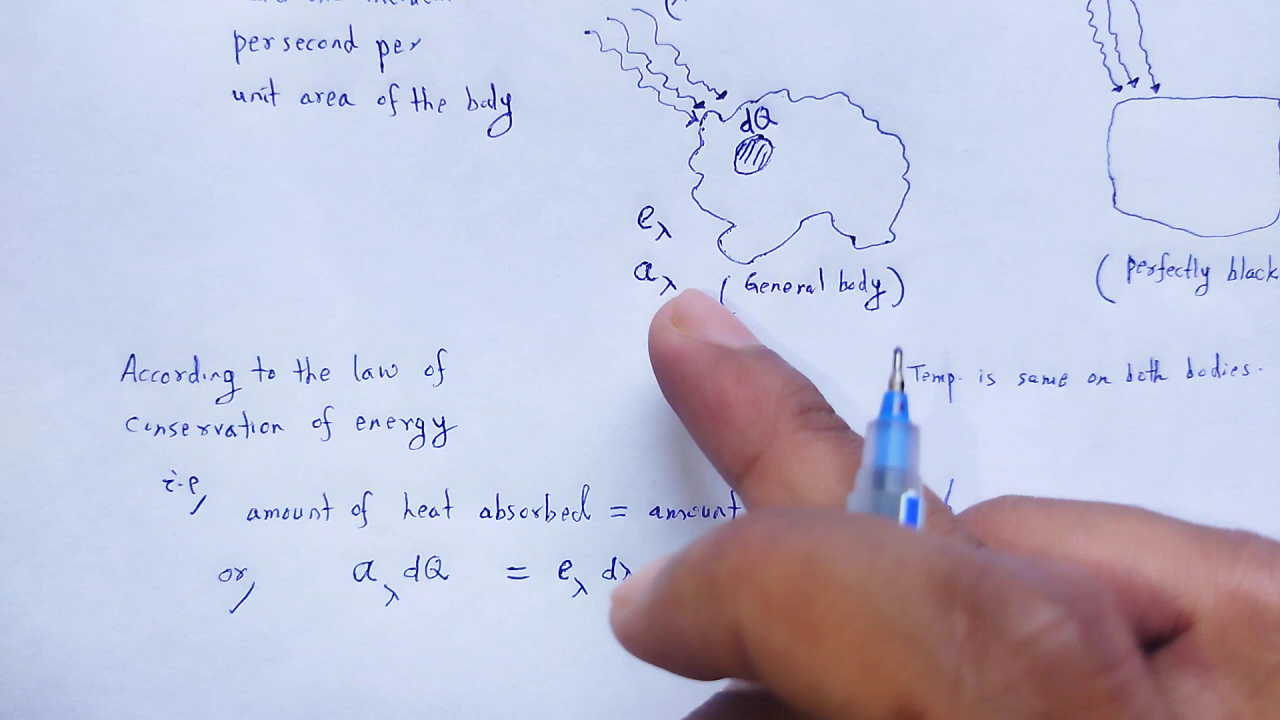 per second per
unit area of the body
dQ
eλ
aλ
(General body)
(perfectly black
Temp. is same on both bodies.
According to the law of
conservation of energy
i.e,
amount of heat absorbed = amount
or, aλ dQ = eλ dλ